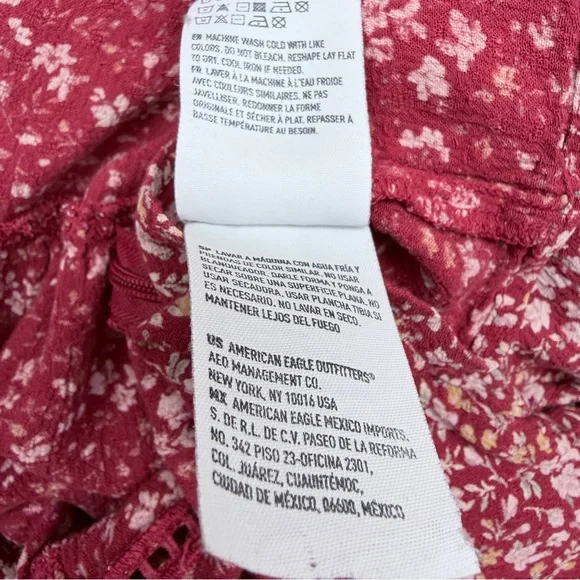 EN MACHINE WASH COLD WITH LIKE
COLORS. DO NOT BLEACH. RESHAPE LAY FLAT
TO DRY. COOL IRON IF NEEDED.
FR LAVER À LA MACHINE À L'EAU FROIDE
AVEC COULEURS SIMILAIRES. NE PAS
JAVELLISER. REDONNER LA FORME
ORIGINALE ET SÉCHER À PLAT. REPASSER À
BASSE TEMPÉRATURE AU BESOIN.
SP LAVAR A MÁQUINA CON AGUA FRÍA Y
PRENDAS DE COLOR SIMILAR. NO USAR
BLANQUEADOR. DARLE FORMA Y PONGA A
SECAR SOBRE UNA SUPERFICIE PLANA. NO
USAR SECADORA. USAR PLANCHA TIBIA SI
ES NECESARIO. NO LAVAR EN SECO.
MANTENER LEJOS DEL FUEGO
US AMERICAN EAGLE OUTFITTERS®
AEO MANAGEMENT CO.
NEW YORK, NY 10016 USA
MX AMERICAN EAGLE MEXICO IMPORTS,
S. DE R.L. DE C.V. PASEO DE LA REFORMA
NO. 342 PISO 23-OFICINA 2301,
COL. JUÁREZ, CUAUHTÉMOC,
CIUDAD DE MÉXICO, 06600, MÉXICO